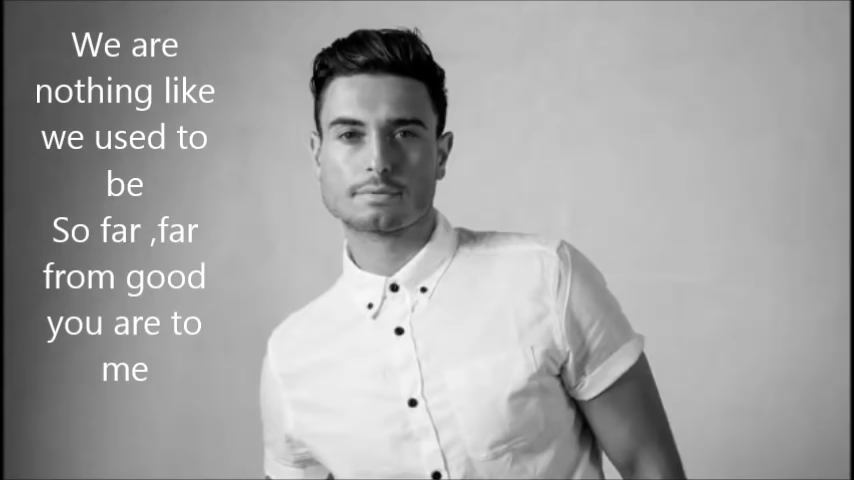 We are
nothing like
we used to
be
So far ,far
from good
you are to
me